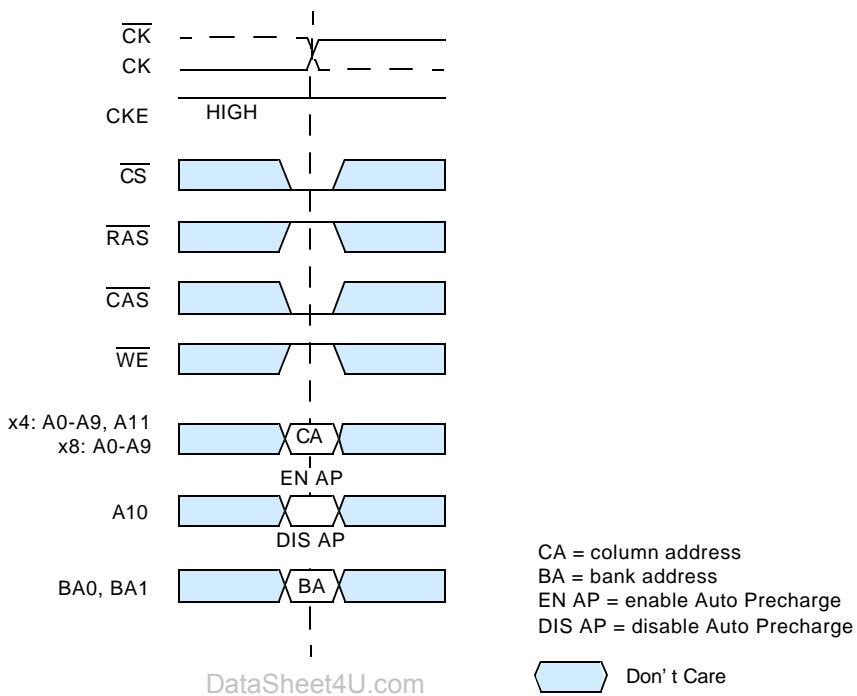 CK
CK
CKE HIGH
CS
RAS
CAS
WE
x4: A0-A9, A11
x8: A0-A9
CA
EN AP
A10
DIS AP
BA0, BA1
BA
CA = column address
BA = bank address
EN AP = enable Auto Precharge
DIS AP = disable Auto Precharge
Don' t Care
DataSheet4U.com